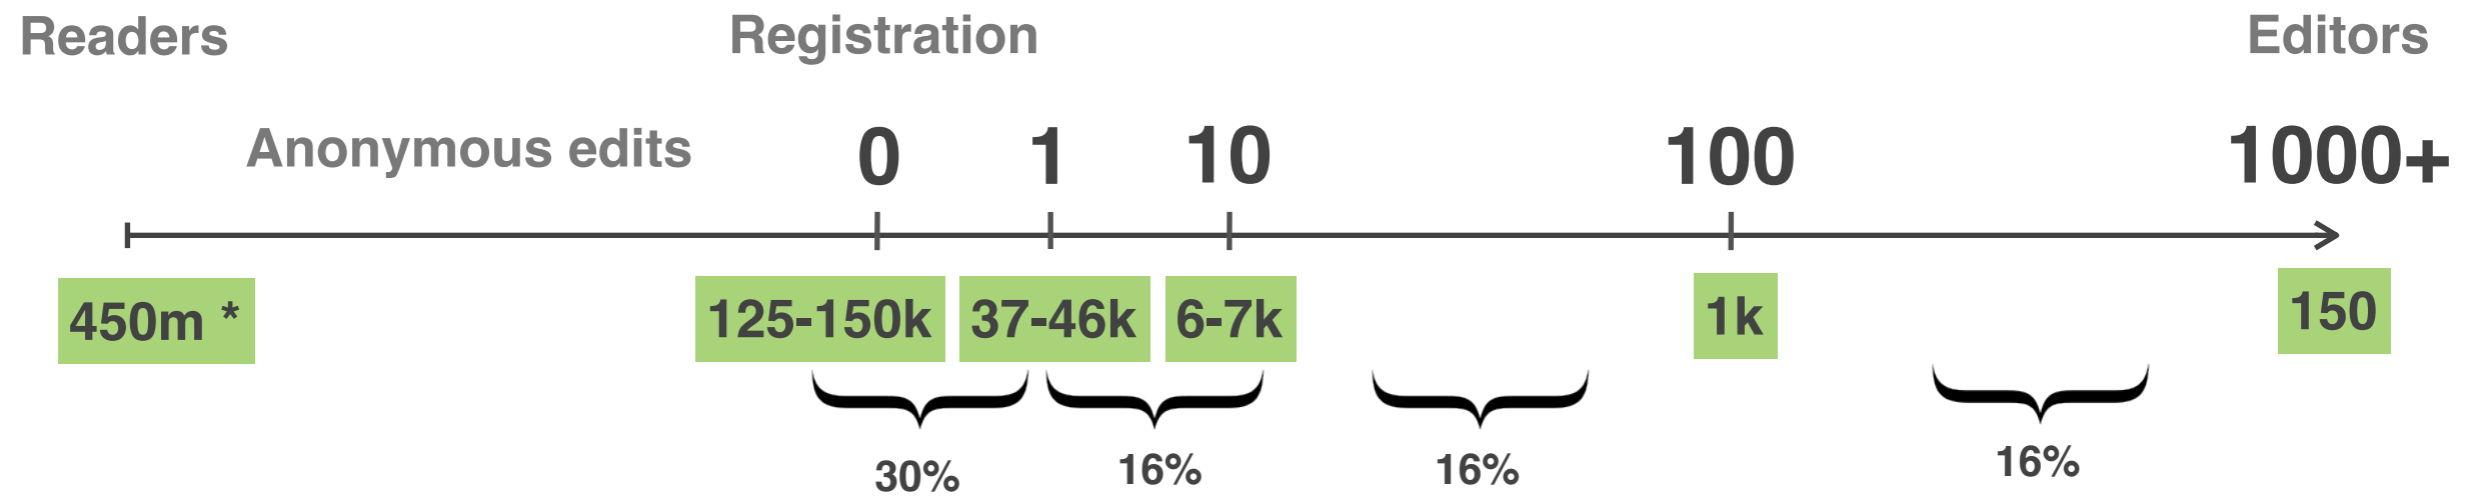 Readers Registration Editors
Anonymous edits 0 1 10 100 1000+
450m * 125-150k 37-46k 6-7k 1k 150
30% 16% 16% 16%